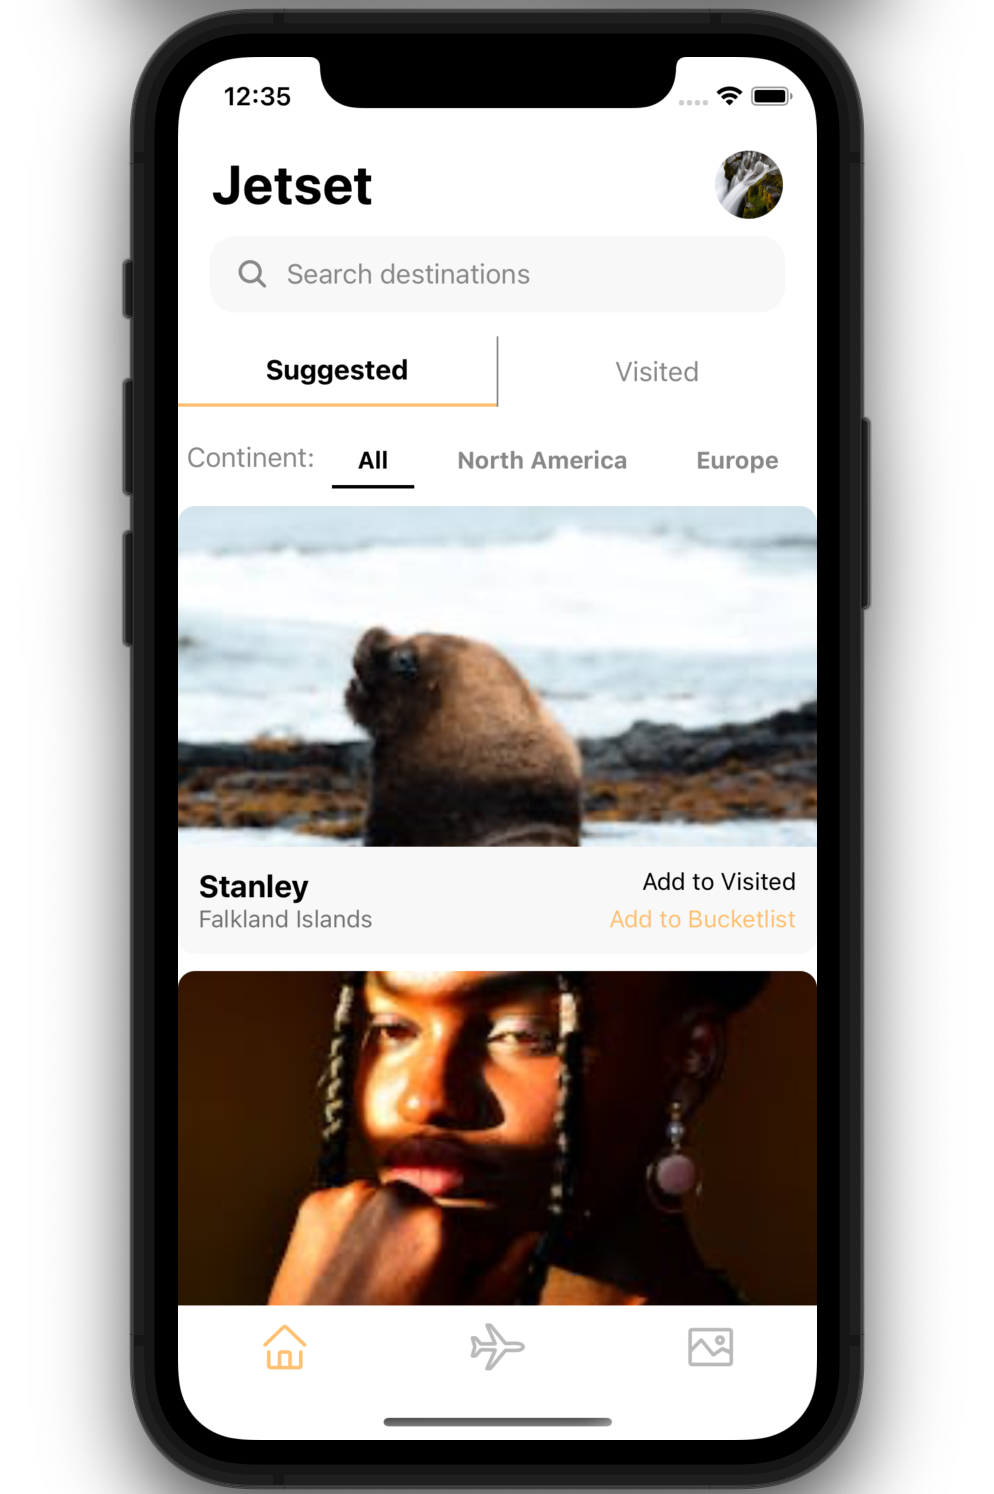 12:35
Jetset
Search destinations
Suggested Visited
Continent: All North America Europe
Stanley Add to Visited
Falkland Islands Add to Bucketlist